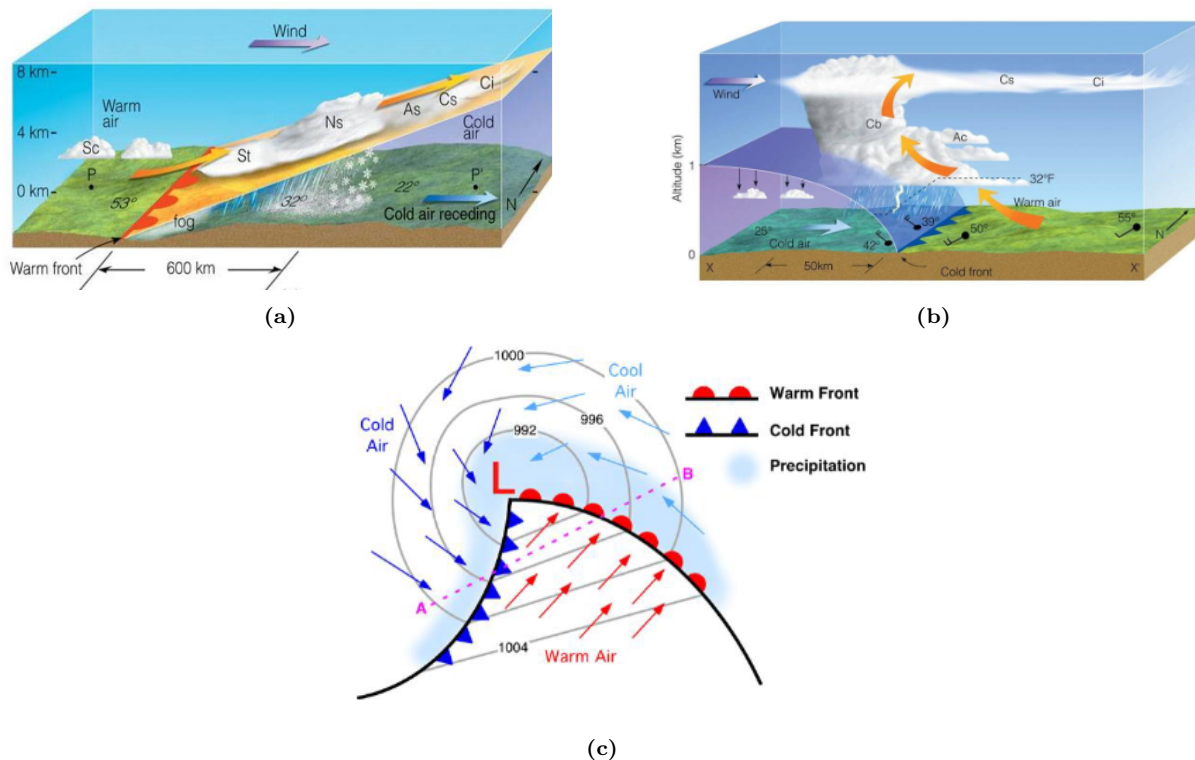 Wind
8 km
Ci
Cs
As
Warm air
Cold air
Ns
4 km
Sc
St
P
P'
0 km
53°
32°
22°
N
fog
Cold air receding
Warm front
600 km
(a)
Wind
Cs
Ci
Cb
Ac
Altitude (km)
1
32°F
Warm air
39°
55°
N
25°
50°
Cold air
42°
0
X
50km
Cold front
X'
(b)
1000
Cool Air
Warm Front
996
Cold Air
992
Cold Front
Precipitation
L
B
A
1004
Warm Air
(c)